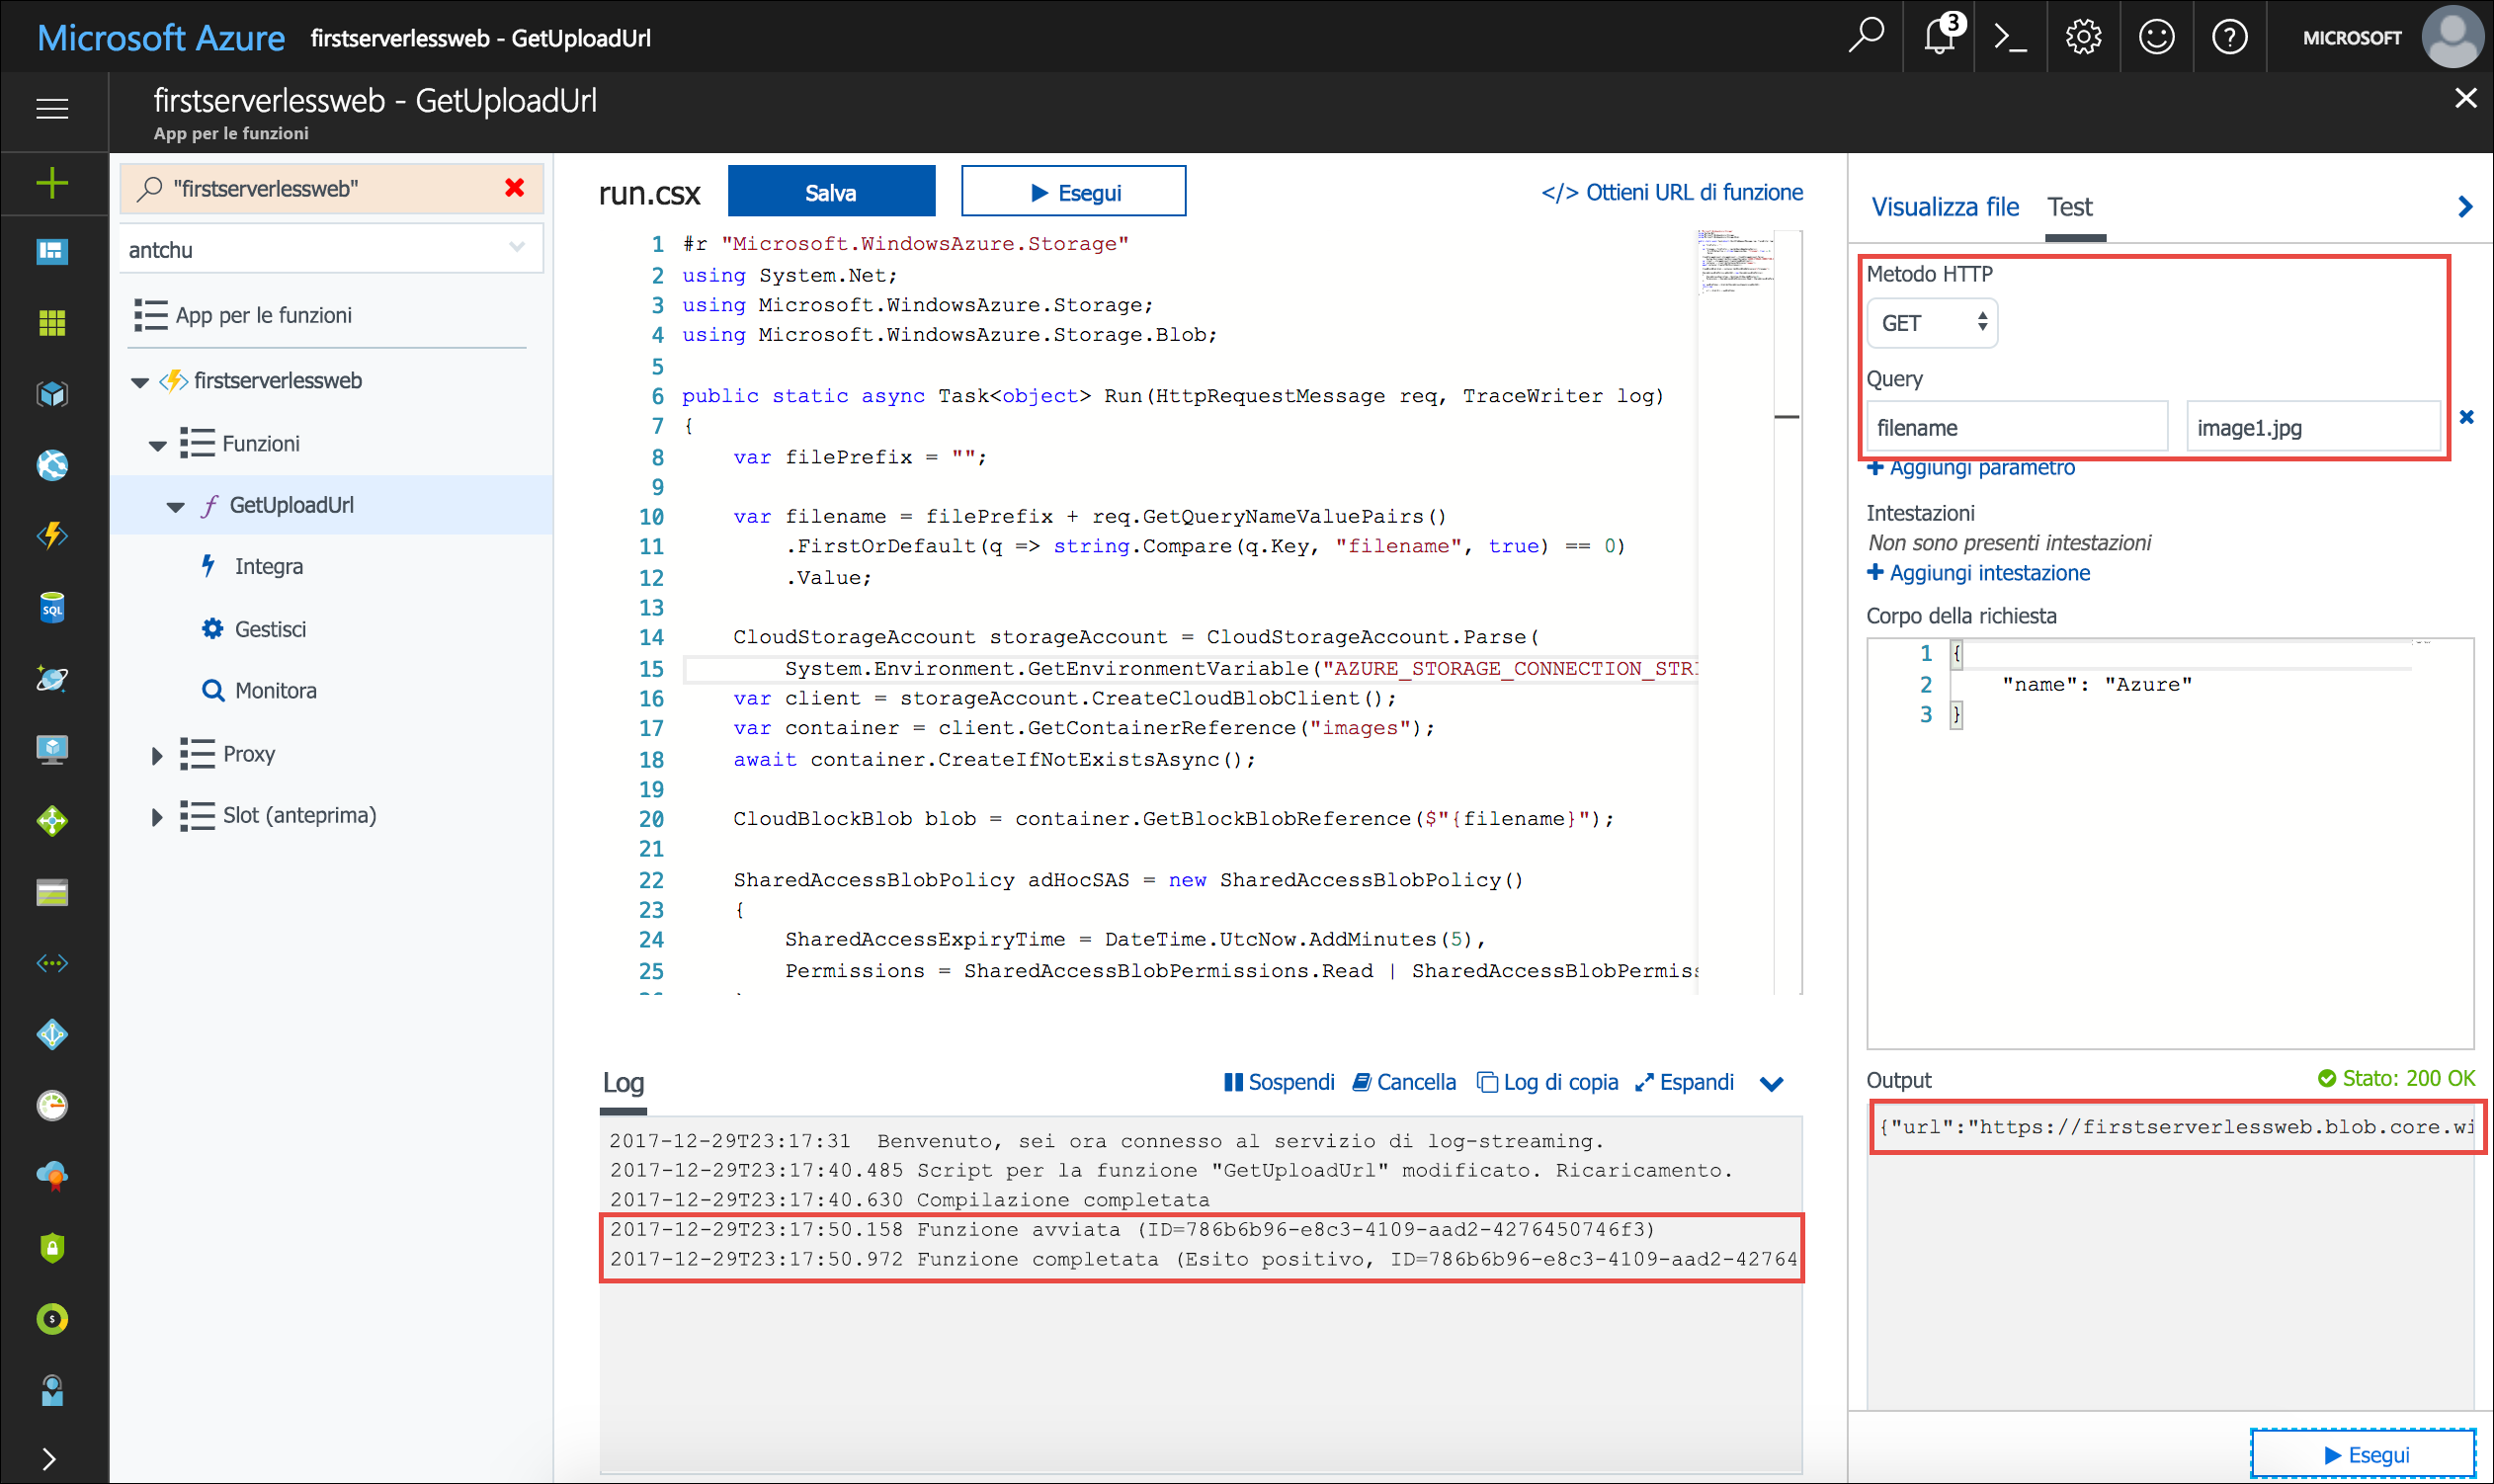 Microsoft Azure firstserverlessweb - GetUploadUrl
3
MICROSOFT
firstserverlessweb - GetUploadUrl
App per le funzioni
"firstserverlessweb"
antchu
App per le funzioni
firstserverlessweb
Funzioni
GetUploadUrl
Integra
Gestisci
Monitora
Proxy
Slot (anteprima)
SQL
run.csx
Salva
Esegui
</> Ottieni URL di funzione
1 #r "Microsoft.WindowsAzure.Storage"
2 using System.Net;
3 using Microsoft.WindowsAzure.Storage;
4 using Microsoft.WindowsAzure.Storage.Blob;
5
6 public static async Task<object> Run(HttpRequestMessage req, TraceWriter log)
7 {
8 var filePrefix = "";
9
10 var filename = filePrefix + req.GetQueryNameValuePairs()
11 .FirstOrDefault(q => string.Compare(q.Key, "filename", true) == 0)
12 .Value;
13
14 CloudStorageAccount storageAccount = CloudStorageAccount.Parse(
15 System.Environment.GetEnvironmentVariable("AZURE_STORAGE_CONNECTION_STRI
16 var client = storageAccount.CreateCloudBlobClient();
17 var container = client.GetContainerReference("images");
18 await container.CreateIfNotExistsAsync();
19
20 CloudBlockBlob blob = container.GetBlockBlobReference($"{filename}");
21
22 SharedAccessBlobPolicy adHocSAS = new SharedAccessBlobPolicy()
23 {
24 SharedAccessExpiryTime = DateTime.UtcNow.AddMinutes(5),
25 Permissions = SharedAccessBlobPermissions.Read | SharedAccessBlobPermiss
Log
Sospendi Cancella Log di copia Espandi
2017-12-29T23:17:31 Benvenuto, sei ora connesso al servizio di log-streaming.
2017-12-29T23:17:40.485 Script per la funzione "GetUploadUrl" modificato. Ricaricamento.
2017-12-29T23:17:40.630 Compilazione completata
2017-12-29T23:17:50.158 Funzione avviata (ID=786b6b96-e8c3-4109-aad2-4276450746f3)
2017-12-29T23:17:50.972 Funzione completata (Esito positivo, ID=786b6b96-e8c3-4109-aad2-42764
Visualizza file Test
Metodo HTTP
GET
Query
filename image1.jpg
Aggiungi parametro
Intestazioni
Non sono presenti intestazioni
Aggiungi intestazione
Corpo della richiesta
1 {
2 "name": "Azure"
3 }
Output
Stato: 200 OK
{"url":"https://firstserverlessweb.blob.core.wi
Esegui